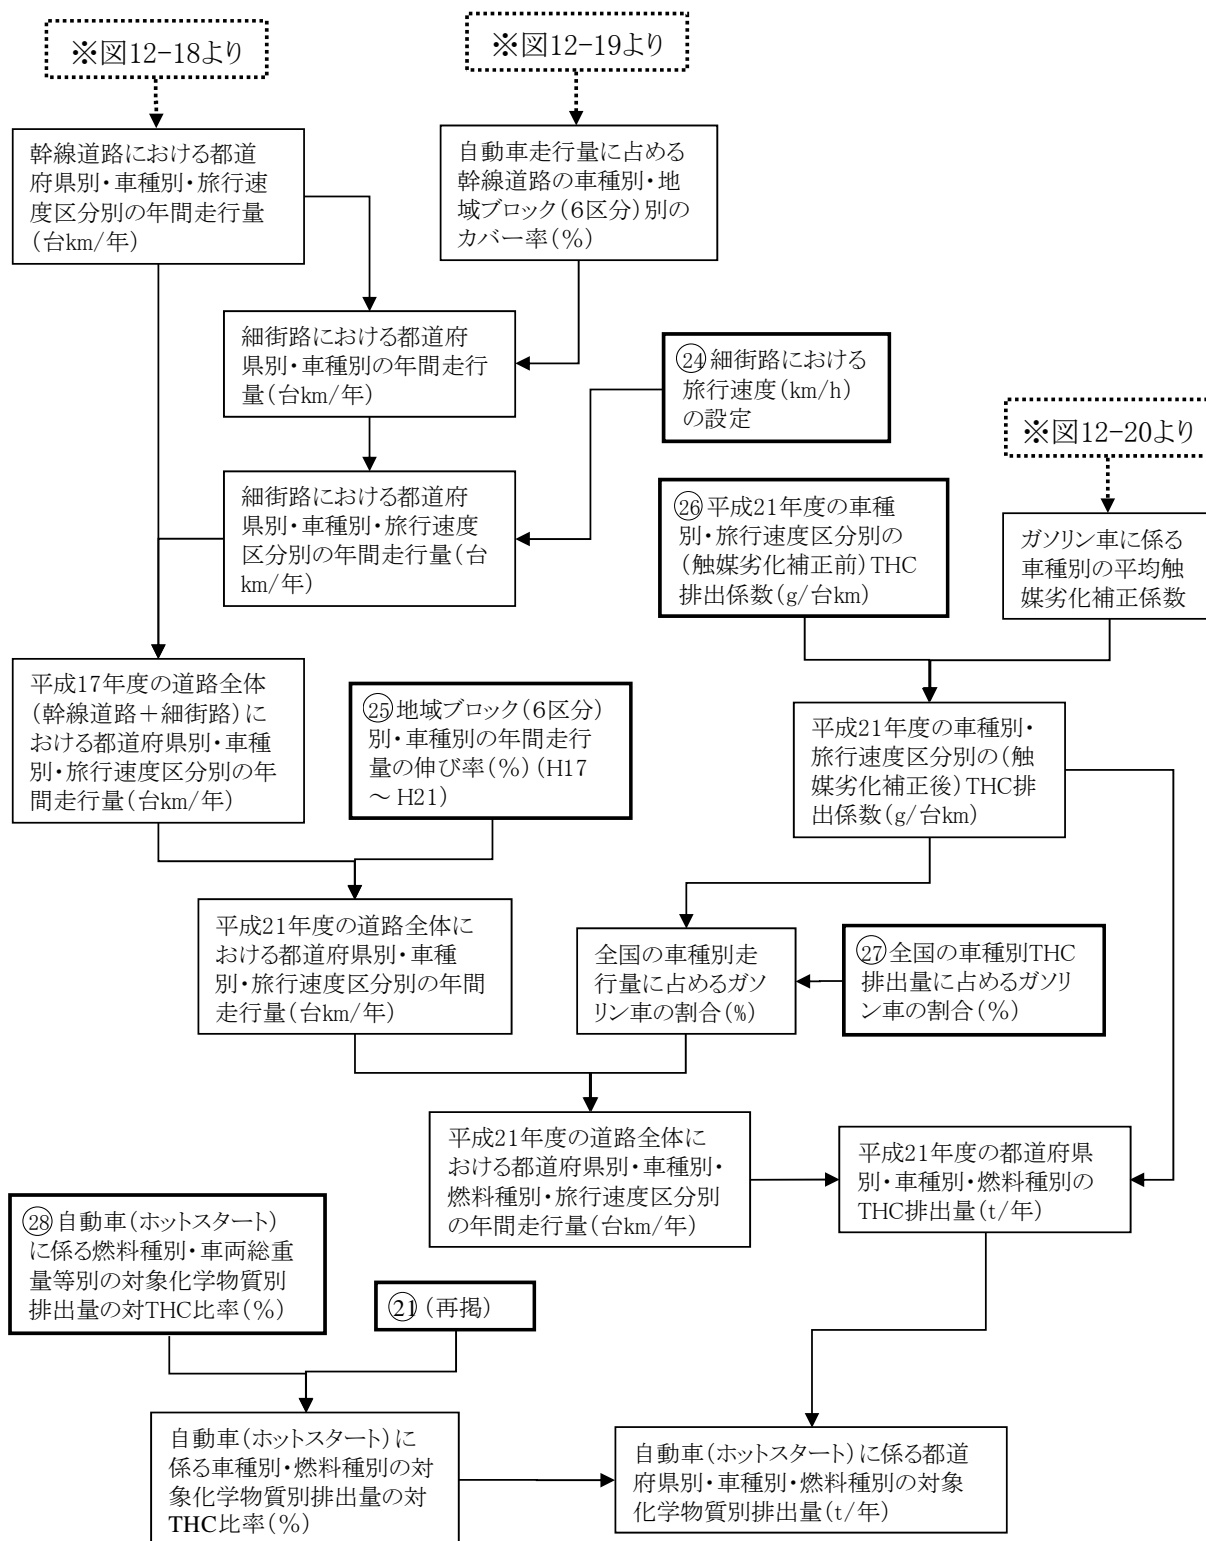 ※図12-18より
※図12-19より
幹線道路における都道
府県別・車種別・旅行速
度区分別の年間走行量
(台km/年)
自動車走行量に占める
幹線道路の車種別・地
域ブロック(6区分)別の
カバー率(%)
細街路における都道府
県別・車種別の年間走行
量(台km/年)
㉔細街路における
旅行速度(km/h)
の設定
※図12-20より
細街路における都道府
県別・車種別・旅行速度
区分別の年間走行量(台
km/年)
㉖平成21年度の車種
別・旅行速度区分別の
(触媒劣化補正前)THC
排出係数(g/台km)
ガソリン車に係る
車種別の平均触
媒劣化補正係数
平成17年度の道路全体
(幹線道路+細街路)に
おける都道府県別・車種
別・旅行速度区分別の年
間走行量(台km/年)
㉕地域ブロック(6区分)
別・車種別の年間走行
量の伸び率(%)(H17
~H21)
平成21年度の車種別・
旅行速度区分別の(触
媒劣化補正後)THC排
出係数(g/台km)
平成21年度の道路全体に
おける都道府県別・車種
別・旅行速度区分別の年間
走行量(台km/年)
全国の車種別走
行量に占めるガソ
リン車の割合(%)
㉗全国の車種別THC
排出量に占めるガソリ
ン車の割合(%)
平成21年度の道路全体に
おける都道府県別・車種別・
燃料種別・旅行速度区分別
の年間走行量(台km/年)
平成21年度の都道府県
別・車種別・燃料種別の
THC排出量(t/年)
㉘自動車(ホットスタート)
に係る燃料種別・車両総重
量等別の対象化学物質別
排出量の対THC比率(%)
㉑(再掲)
自動車(ホットスタート)に
係る車種別・燃料種別の対
象化学物質別排出量の対
THC比率(%)
自動車(ホットスタート)に係る都道
府県別・車種別・燃料種別の対象
化学物質別排出量(t/年)